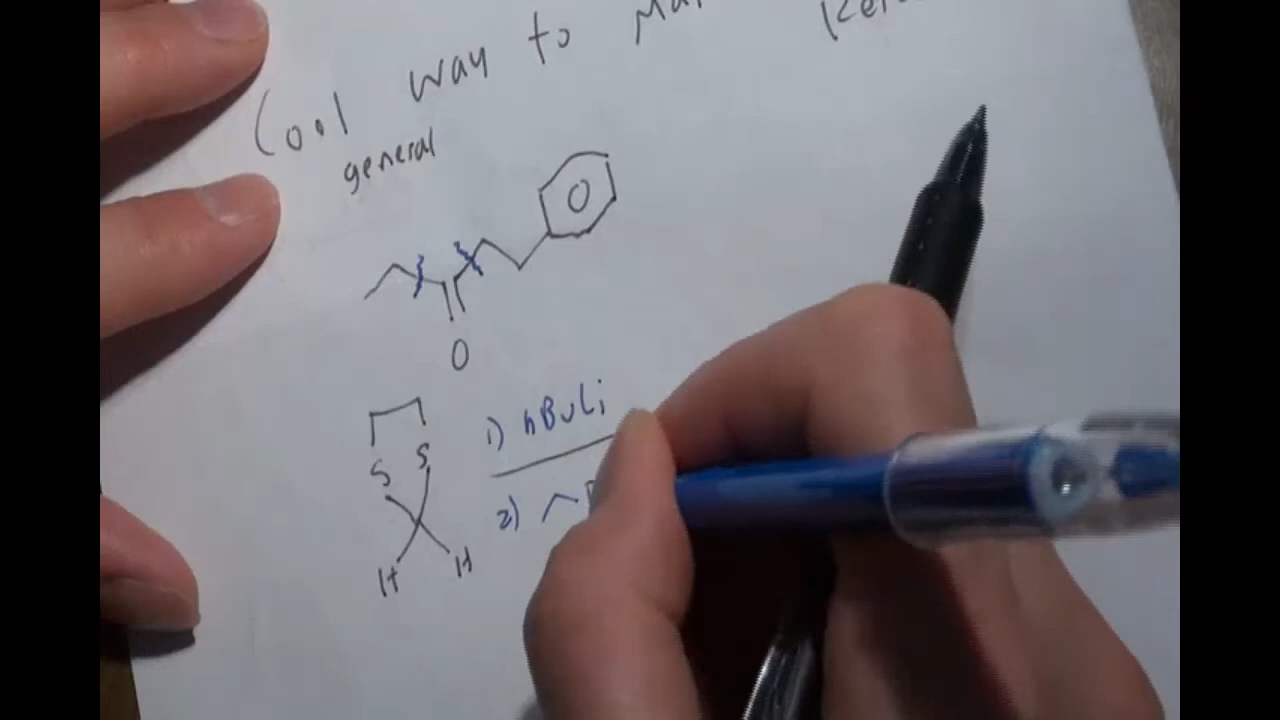 Cool way to
general
O
O
1) nBuLi
S S
2)
H H